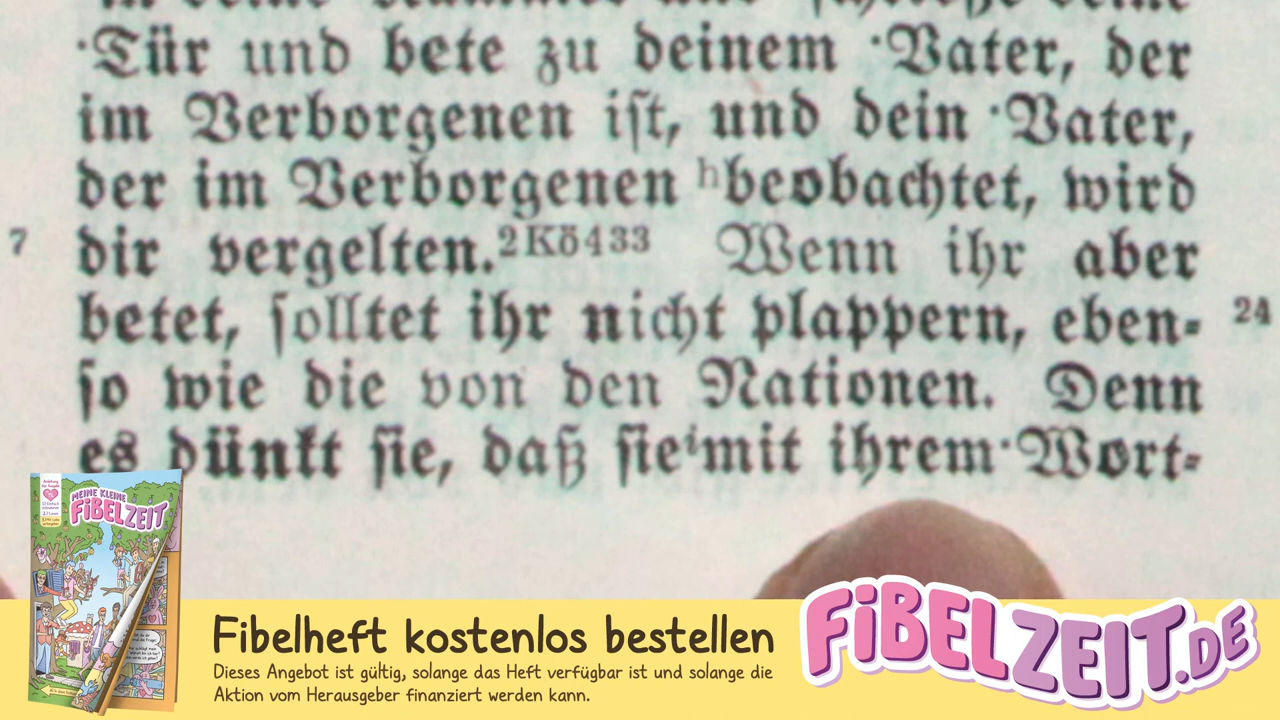 ·Tür und bete zu deinem ·Vater, der
im Verborgenen ist, und dein ·Vater,
der im Verborgenen ʰbeobachtet, wird
7 dir vergelten.2Kö433 Wenn ihr aber
betet, solltet ihr nicht plappern, eben= 24
so wie die von den Nationen. Denn
es dünkt sie, daß sie ⁱmit ihrem ·Wort=
MEINE KLEINE
FiBELZEIT
Fibelheft kostenlos bestellen
Dieses Angebot ist gültig, solange das Heft verfügbar ist und solange die
Aktion vom Herausgeber finanziert werden kann.
FiBELZEiT.DE